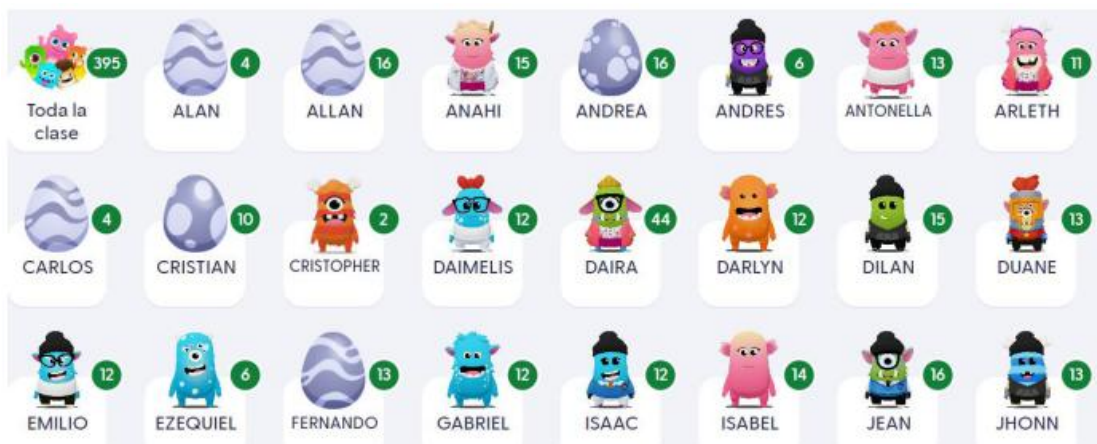 395 4 16 15 16 6 13 11
Toda la ALAN ALLAN ANAHI ANDREA ANDRES ANTONELLA ARLETH
clase
4 10 2 12 44 12 15 13
CARLOS CRISTIAN CRISTOPHER DAIMELIS DAIRA DARLYN DILAN DUANE
12 6 13 12 12 14 16 13
EMILIO EZEQUIEL FERNANDO GABRIEL ISAAC ISABEL JEAN JHONN